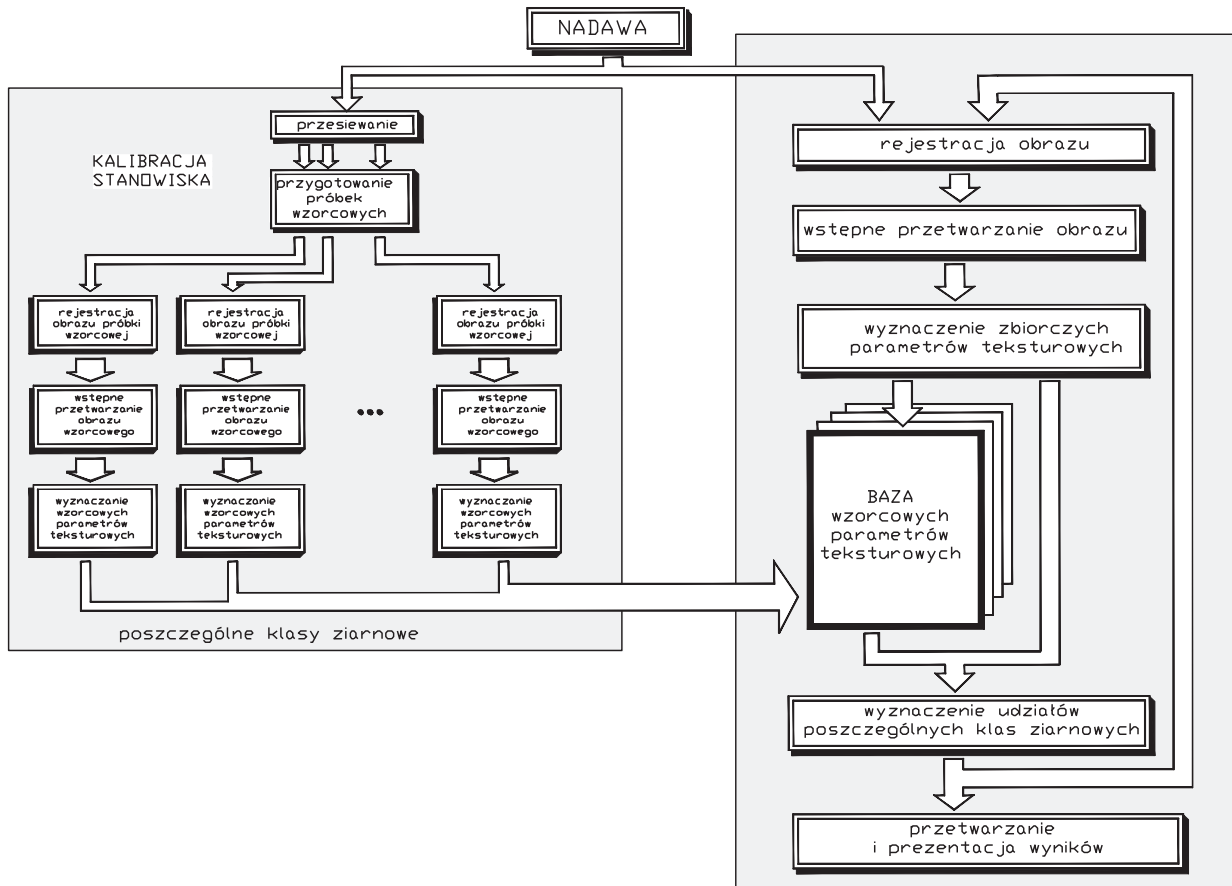 NADAWA
KALIBRACJA
STANOWISKA
przesiewanie
przygotowanie
próbek
wzorcowych
rejestracja
obrazu próbki
wzorcowej
rejestracja
obrazu próbki
wzorcowej
rejestracja
obrazu próbki
wzorcowej
wstepne
przetwarzanie
obrazu
wzorcowego
wstepne
przetwarzanie
obrazu
wzorcowego
...
wstepne
przetwarzanie
obrazu
wzorcowego
wyznaczanie
wzorcowych
parametrów
teksturowych
wyznaczanie
wzorcowych
parametrów
teksturowych
wyznaczanie
wzorcowych
parametrów
teksturowych
poszczególne klasy ziarnowe
rejestracja obrazu
wstepne przetwarzanie obrazu
wyznaczenie zbiorczych
parametrów teksturowych
BAZA
wzorcowych
parametrów
teksturowych
wyznaczenie udziałów
poszczególnych klas ziarnowych
przetwarzanie
i prezentacja wyników